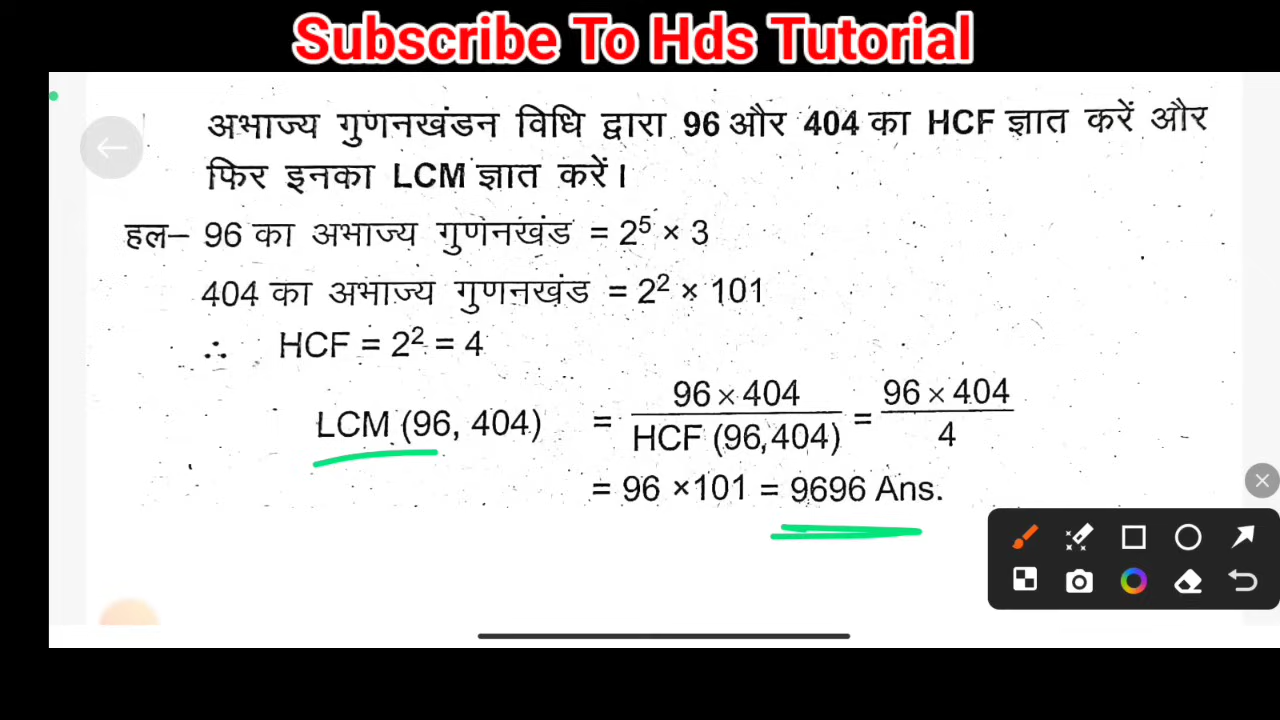 Subscribe To Hds Tutorial
अभाज्य गुणनखंडन विधि द्वारा 96 और 404 का HCF ज्ञात करें और
फिर इनका LCM ज्ञात करें।
हल– 96 का अभाज्य गुणनखंड = 2⁵ × 3
404 का अभाज्य गुणनखंड = 2² × 101
∴ HCF = 2² = 4
LCM (96, 404) = 96 × 404 / HCF (96,404) = 96 × 404 / 4
= 96 ×101 = 9696 Ans.